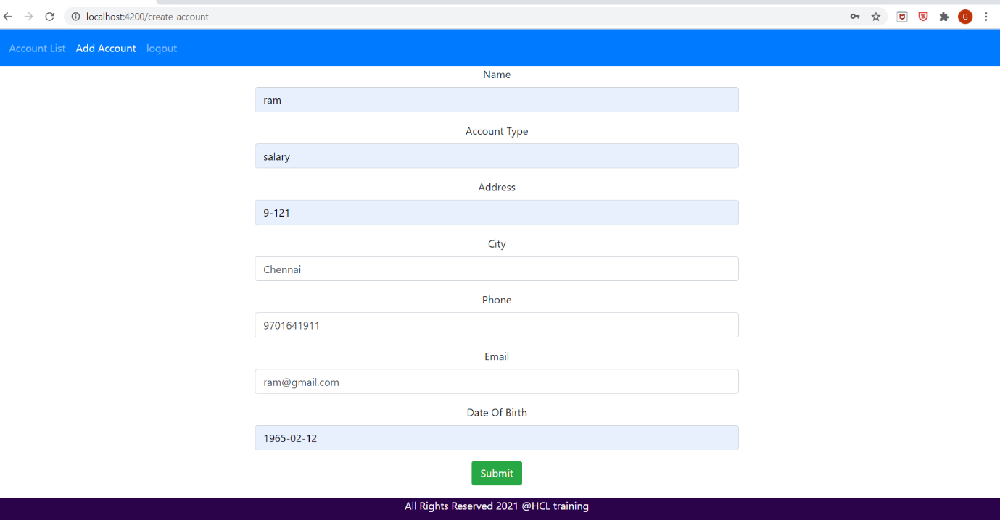 localhost:4200/create-account
G
Account List Add Account logout
Name
ram
Account Type
salary
Address
9-121
City
Chennai
Phone
9701641911
Email
ram@gmail.com
Date Of Birth
1965-02-12
Submit
All Rights Reserved 2021 @HCL training